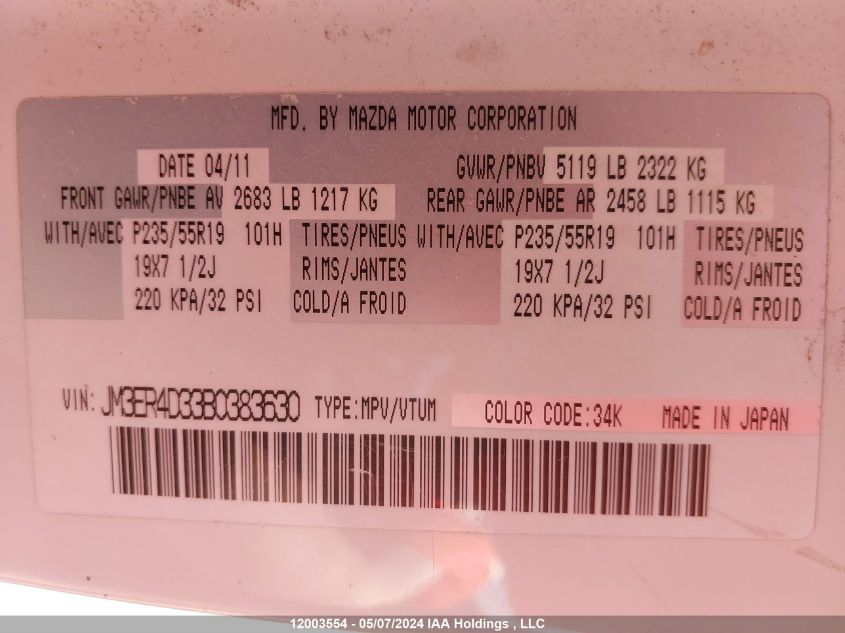 MFD. BY MAZDA MOTOR CORPORATION
DATE 04/11 GVWR/PNBV 5119 LB 2322 KG
FRONT GAWR/PNBE AV 2683 LB 1217 KG REAR GAWR/PNBE AR 2458 LB 1115 KG
WITH/AVEC P235/55R19 101H TIRES/PNEUS WITH/AVEC P235/55R19 101H TIRES/PNEUS
19X7 1/2J RIMS/JANTES 19X7 1/2J RIMS/JANTES
220 KPA/32 PSI COLD/A FROID 220 KPA/32 PSI COLD/A FROID
VIN: JM3ER4D33B0383630 TYPE:MPV/VTUM COLOR CODE:34K MADE IN JAPAN
12003554 - 05/07/2024 IAA Holdings , LLC